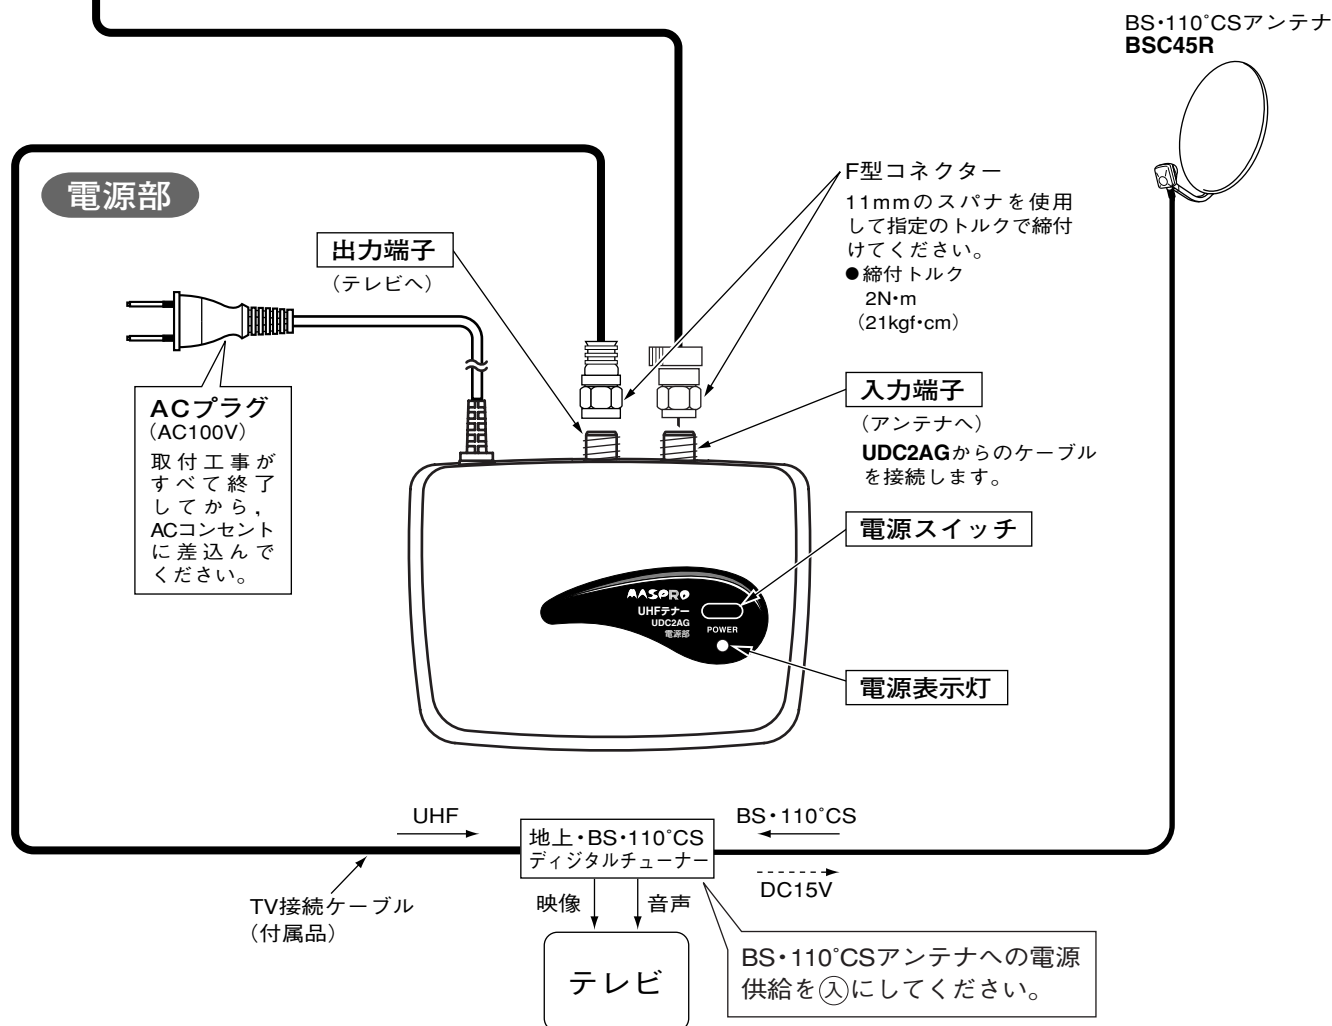 BS・110˚CSアンテナ
BSC45R
電源部
F型コネクター
11mmのスパナを使用
して指定のトルクで締付
けてください。
●締付トルク
2N・m
（21kgf・cm）
出力端子
（テレビへ）
ACプラグ
（AC100V）
取付工事が
すべて終了
してから，
ACコンセント
に差込んで
ください。
入力端子
（アンテナへ）
UDC2AGからのケーブル
を接続します。
電源スイッチ
MASPRO
UHFテナー
UDC2AG
電源部
POWER
電源表示灯
UHF
BS・110˚CS
地上・BS・110˚CS
ディジタルチューナー
DC15V
TV接続ケーブル
（付属品）
映像
音声
テレビ
BS・110˚CSアンテナへの電源
供給を㊅にしてください。